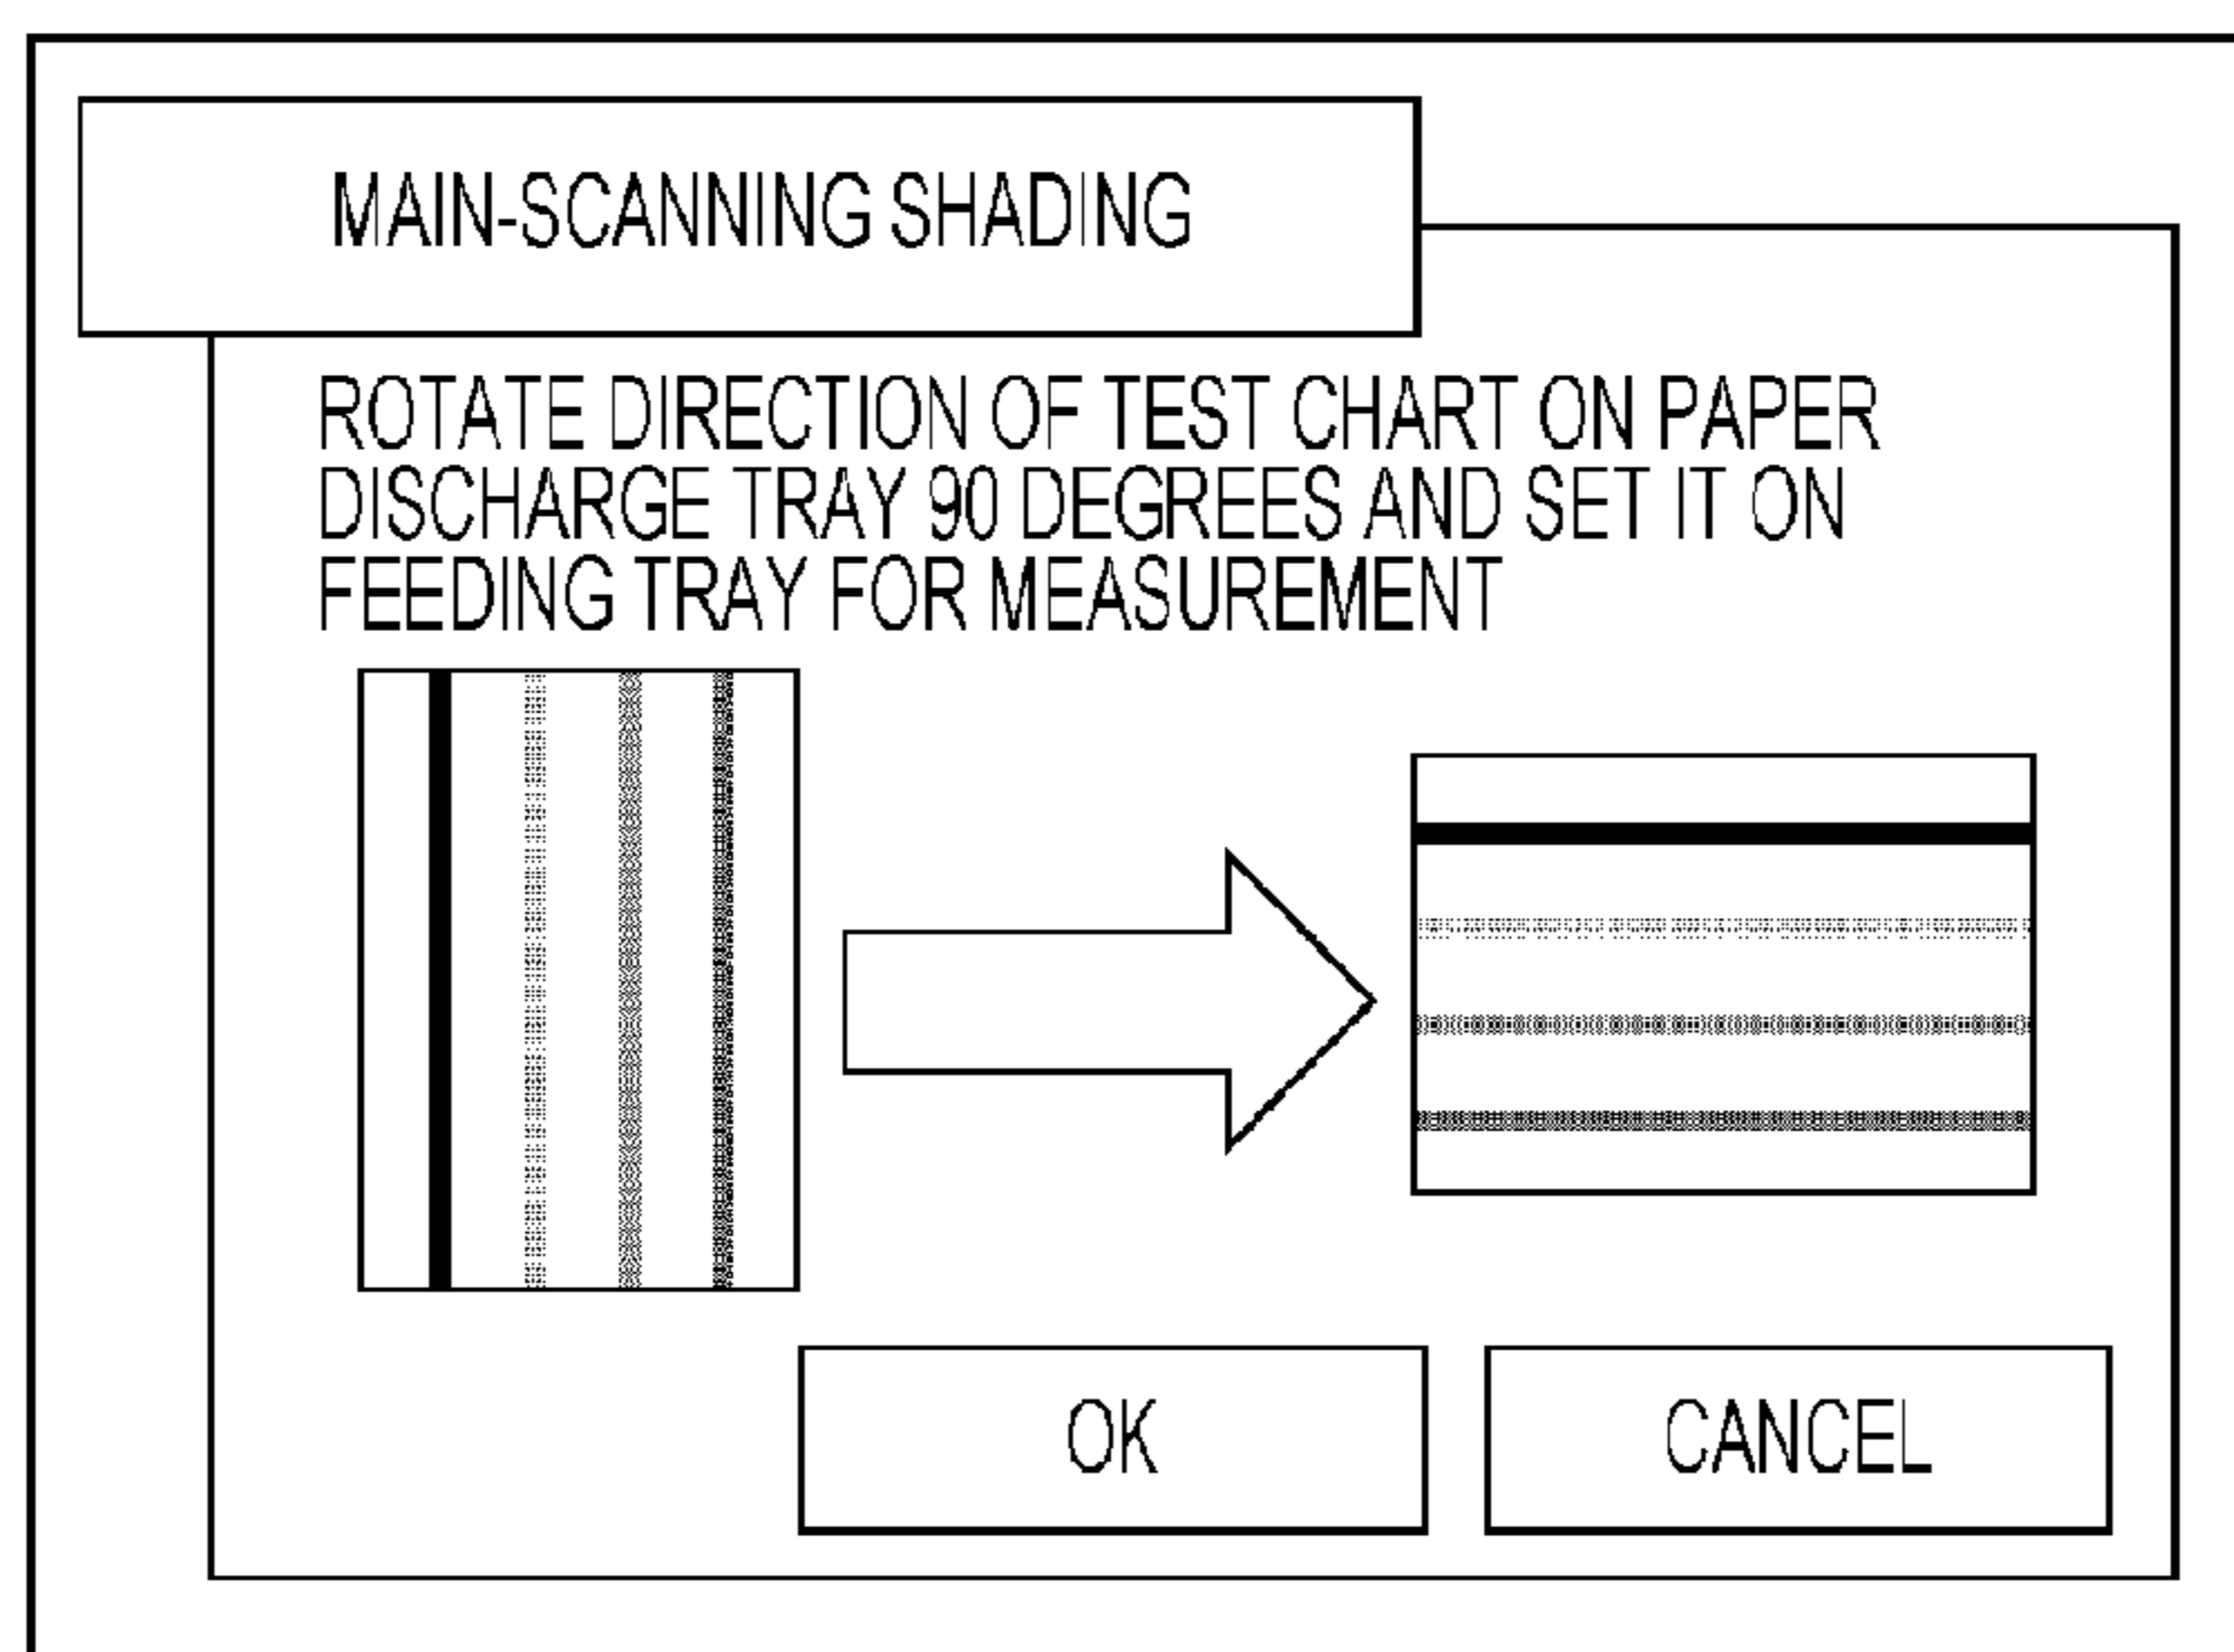 MAIN-SCANNING SHADING
ROTATE DIRECTION OF TEST CHART ON PAPER
DISCHARGE TRAY 90 DEGREES AND SET IT ON
FEEDING TRAY FOR MEASUREMENT
OK
CANCEL